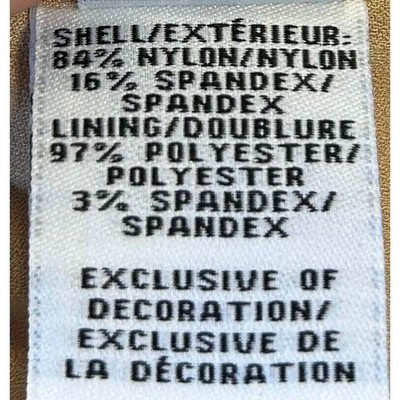 SHELL/EXTÉRIEUR:
84% NYLON/NYLON
16% SPANDEX/
SPANDEX
LINING/DOUBLURE
97% POLYESTER/
POLYESTER
3% SPANDEX/
SPANDEX
EXCLUSIVE OF
DECORATION/
EXCLUSIVE DE
LA DÉCORATION